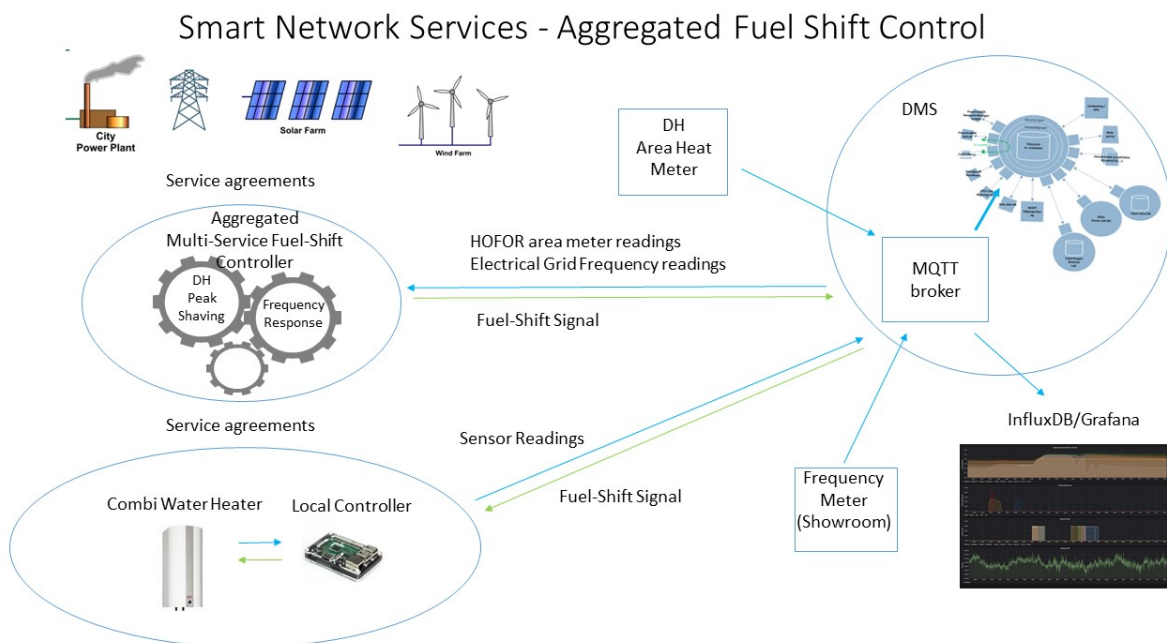 Smart Network Services - Aggregated Fuel Shift Control
City
Power Plant
Solar Farm
Wind Farm
DH
Area Heat
Meter
DMS
Service agreements
Aggregated
Multi-Service Fuel-Shift
Controller
DH
Peak
Shaving
Frequency
Response
HOFOR area meter readings
Electrical Grid Frequency readings
Fuel-Shift Signal
MQTT
broker
Service agreements
Sensor Readings
Fuel-Shift Signal
InfluxDB/Grafana
Combi Water Heater
Local Controller
Frequency
Meter
(Showroom)